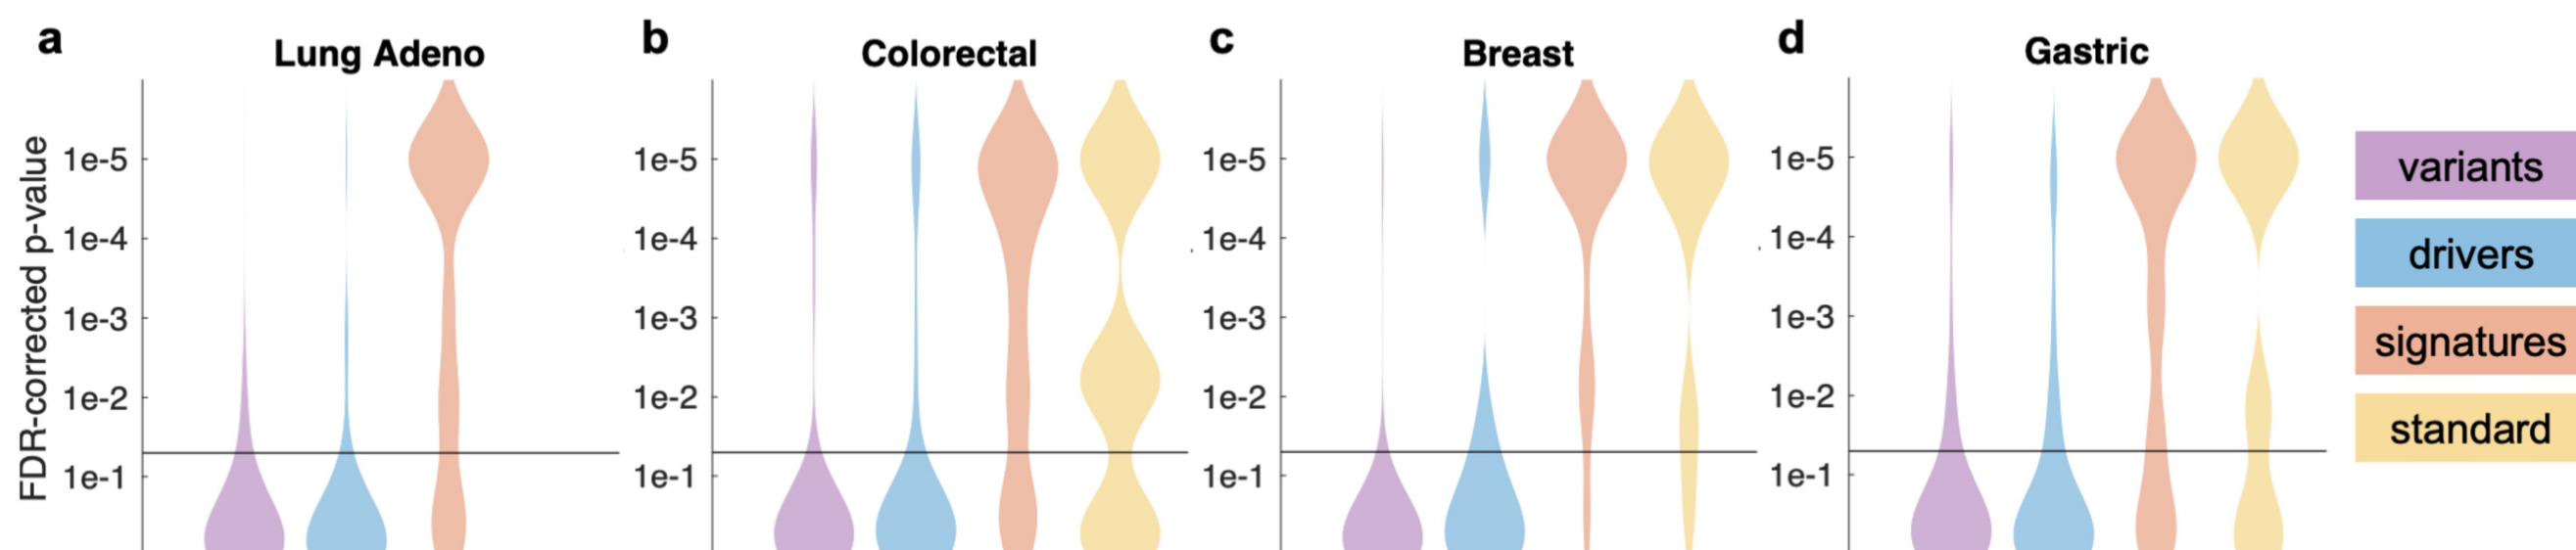 a
Lung Adeno
b
Colorectal
c
Breast
d
Gastric
FDR-corrected p-value
1e-5
1e-4
1e-3
1e-2
1e-1
1e-5
1e-4
1e-3
1e-2
1e-1
1e-5
1e-4
1e-3
1e-2
1e-1
1e-5
1e-4
1e-3
1e-2
1e-1
variants
drivers
signatures
standard